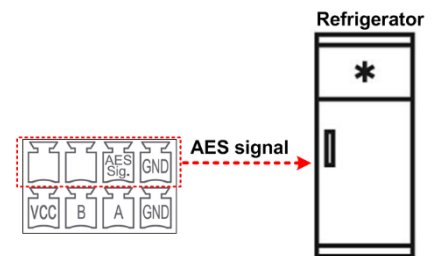 Refrigerator
AES signal
AES
Sig.
GND
VCC
B
A
GND